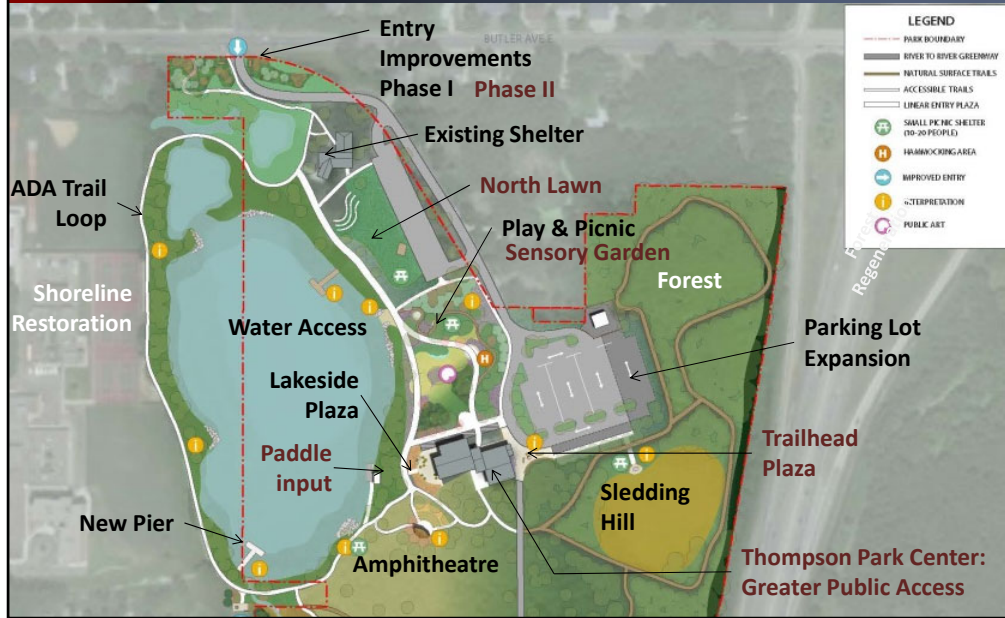 Entry
Improvements
Phase I Phase II
BUTLER AVE E
Existing Shelter
ADA Trail
Loop
North Lawn
Play & Picnic
Sensory Garden
Forest
Forest
Shoreline
Restoration
Water Access
Parking Lot
Expansion
Lakeside
Plaza
Paddle
input
Trailhead
Plaza
Sledding
Hill
New Pier
Amphitheatre
Thompson Park Center:
Greater Public Access
LEGEND
PARK BOUNDARY
RIVER TO RIVER GREENWAY
NATURAL SURFACE TRAILS
ACCESSIBLE TRAILS
LINEAR ENTRY PLAZA
SMALL PICNIC SHELTER
(10-20 PEOPLE)
H
HAMMOCKING AREA
IMPROVED ENTRY
i
INTERPRETATION
PUBLIC ART